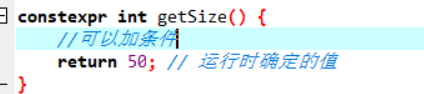 constexpr int getSize() {
//可以加条件
return 50; // 运行时确定的值
}